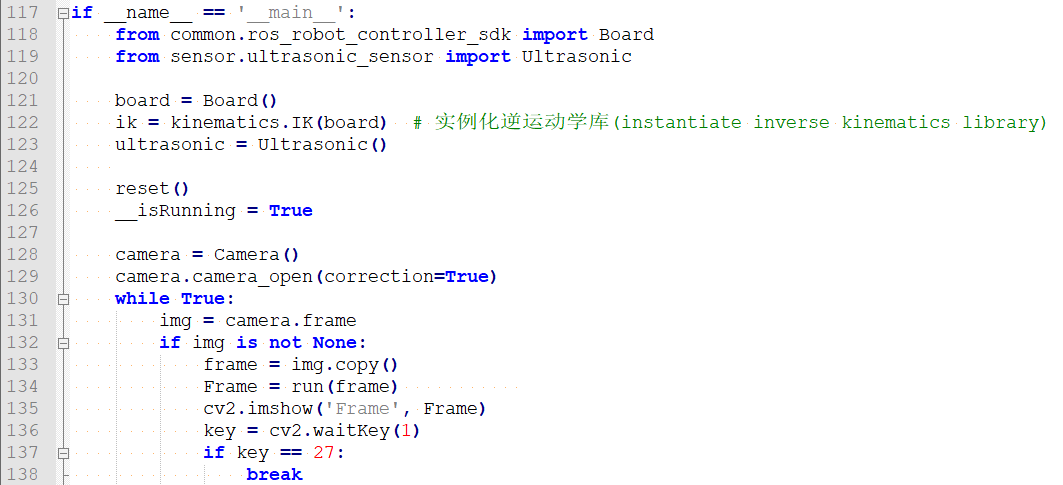 117 if __name__ == '__main__':
118     from common.ros_robot_controller_sdk import Board
119     from sensor.ultrasonic_sensor import Ultrasonic
120
121     board = Board()
122     ik = kinematics.IK(board)  # 实例化逆运动学库(instantiate inverse kinematics library)
123     ultrasonic = Ultrasonic()
124
125     reset()
126     __isRunning = True
127
128     camera = Camera()
129     camera.camera_open(correction=True)
130     while True:
131         img = camera.frame
132         if img is not None:
133             frame = img.copy()
134             Frame = run(frame)
135             cv2.imshow('Frame', Frame)
136             key = cv2.waitKey(1)
137             if key == 27:
138                 break